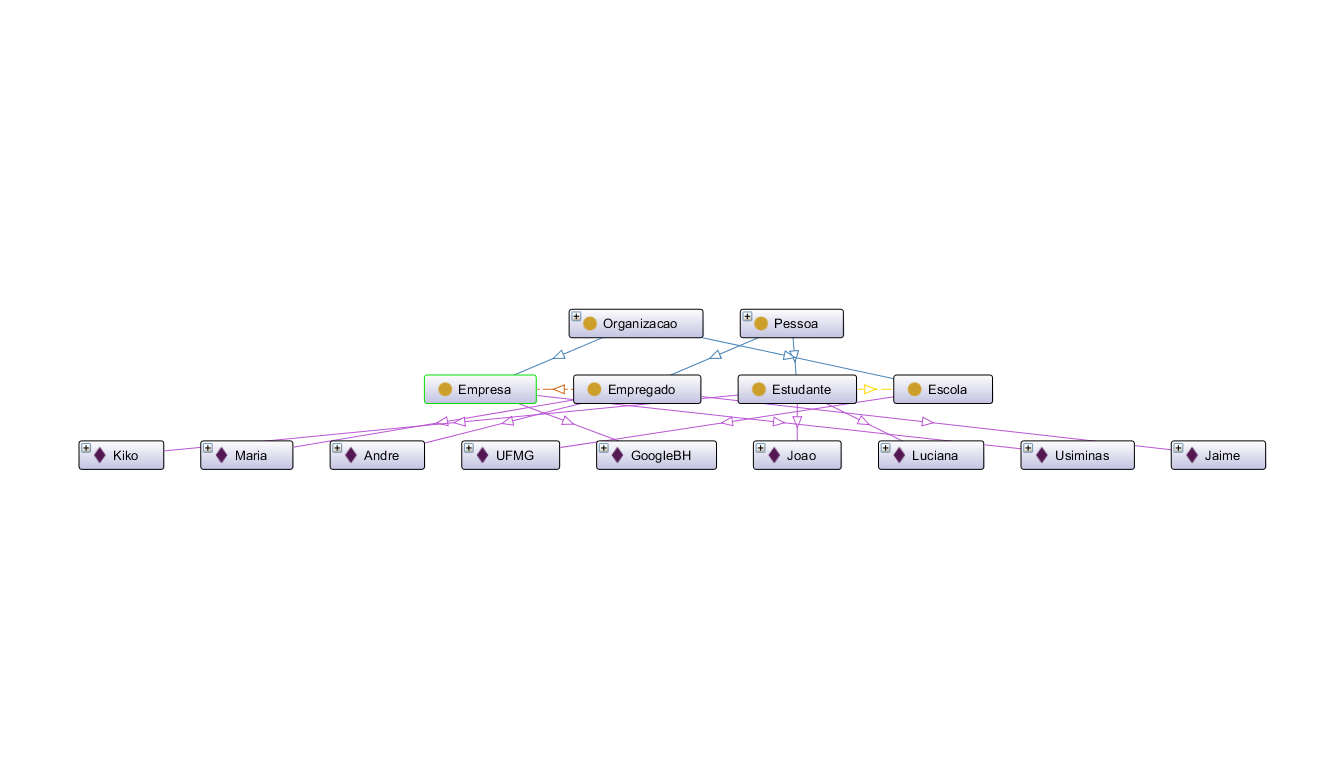 Organizacao
Pessoa
Empresa
Empregado
Estudante
Escola
Kiko
Maria
Andre
UFMG
GoogleBH
Joao
Luciana
Usiminas
Jaime